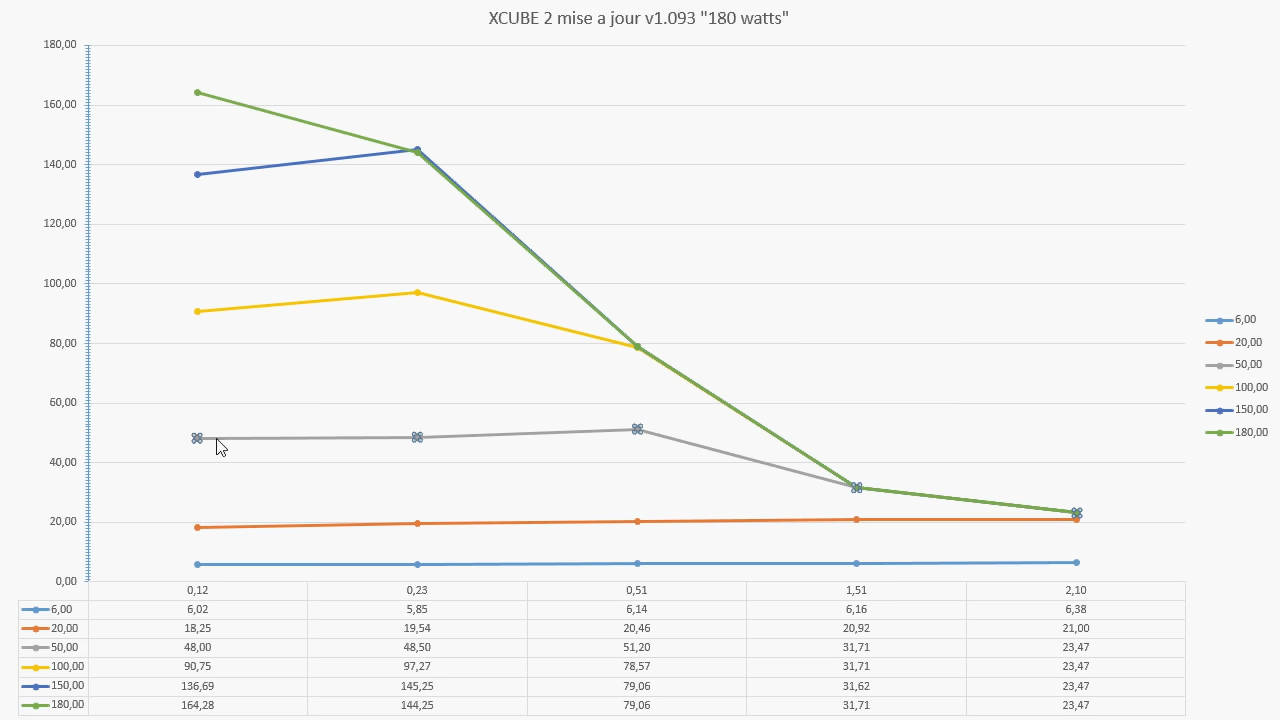 XCUBE 2 mise a jour v1.093 "180 watts"
180,00
160,00
140,00
120,00
100,00
80,00
60,00
40,00
20,00
0,00
6,00
20,00
50,00
100,00
150,00
180,00
0,12 0,23 0,51 1,51 2,10
6,00 6,02 5,85 6,14 6,16 6,38
20,00 18,25 19,54 20,46 20,92 21,00
50,00 48,00 48,50 51,20 31,71 23,47
100,00 90,75 97,27 78,57 31,71 23,47
150,00 136,69 145,25 79,06 31,62 23,47
180,00 164,28 144,25 79,06 31,71 23,47